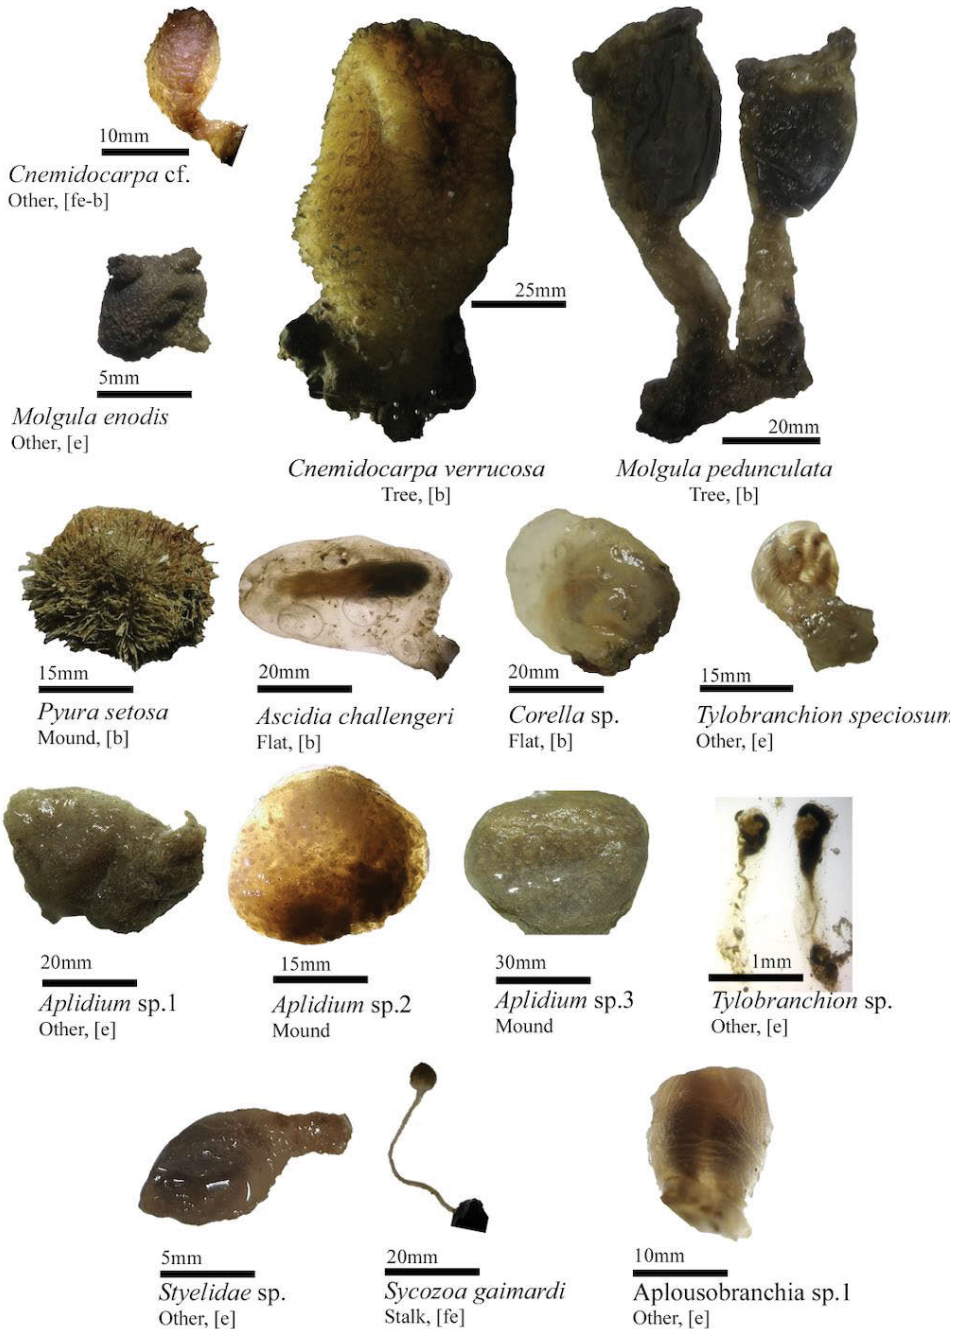 10mm
Cnemidocarpa cf.
Other, [fe-b]
5mm
Molgula enodis
Other, [e]
25mm
Cnemidocarpa verrucosa
Tree, [b]
20mm
Molgula pedunculata
Tree, [b]
15mm
Pyura setosa
Mound, [b]
20mm
Ascidia challengeri
Flat, [b]
20mm
Corella sp.
Flat, [b]
15mm
Tylobranchion speciosum
Other, [e]
20mm
Aplidium sp.1
Other, [e]
15mm
Aplidium sp.2
Mound
30mm
Aplidium sp.3
Mound
1mm
Tylobranchion sp.
Other, [e]
5mm
Styelidae sp.
Other, [e]
20mm
Sycozoa gaimardi
Stalk, [fe]
10mm
Aplousobranchia sp.1
Other, [e]